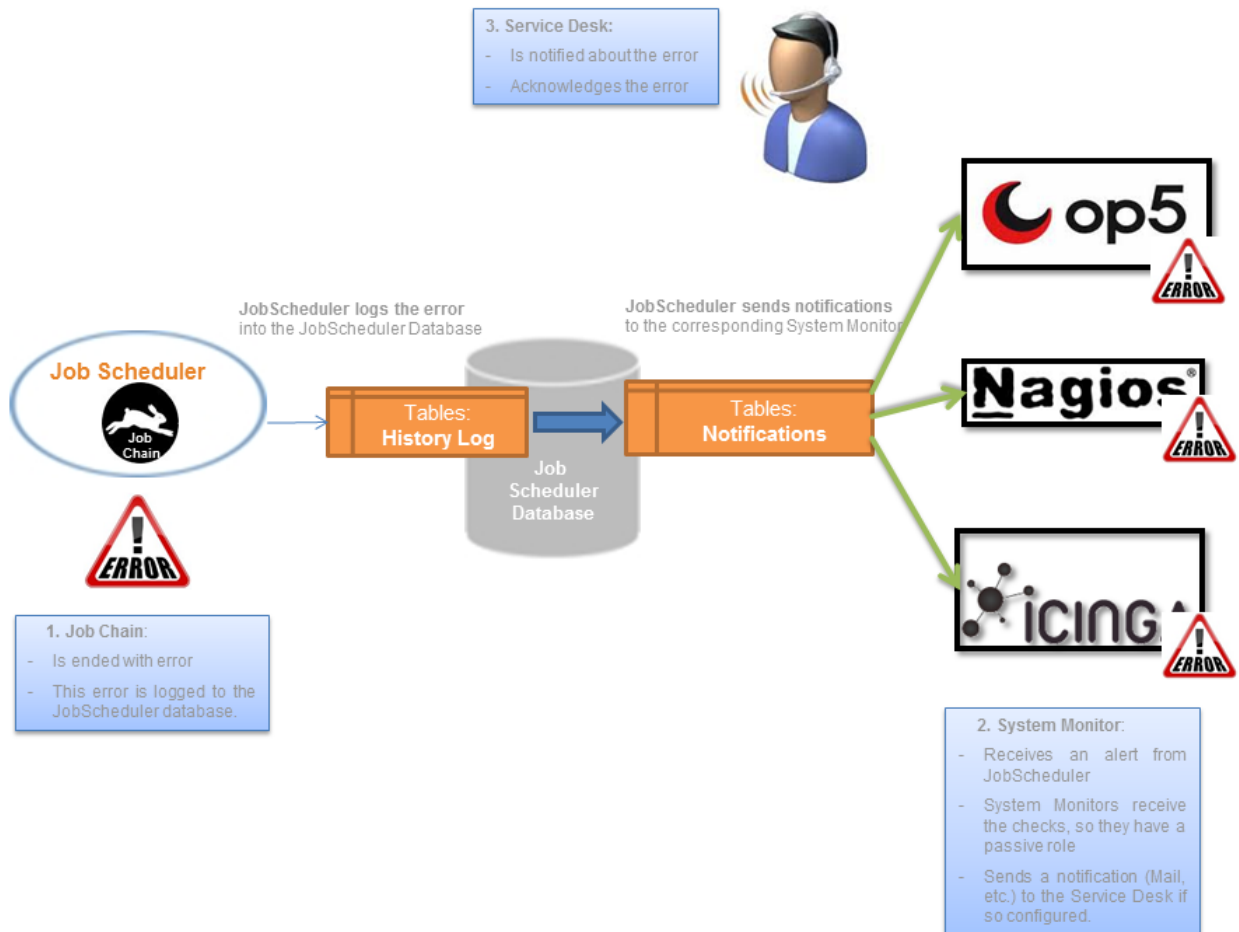 3. Service Desk:
- Is notified about the error
- Acknowledges the error
op5
ERROR
JobScheduler logs the error
into the JobScheduler Database
JobScheduler sends notifications
to the corresponding System Monitor
Job Scheduler
Job
Chain
Tables:
History Log
Tables:
Notifications
Job
Scheduler
Database
Nagios®
ERROR
ERROR
ICINGA
ERROR
1. Job Chain:
- Is ended with error
- This error is logged to the
JobScheduler database.
2. System Monitor:
- Receives an alert from
JobScheduler
- System Monitors receive
the checks, so they have a
passive role
- Sends a notification (Mail,
etc.) to the Service Desk if
so configured.